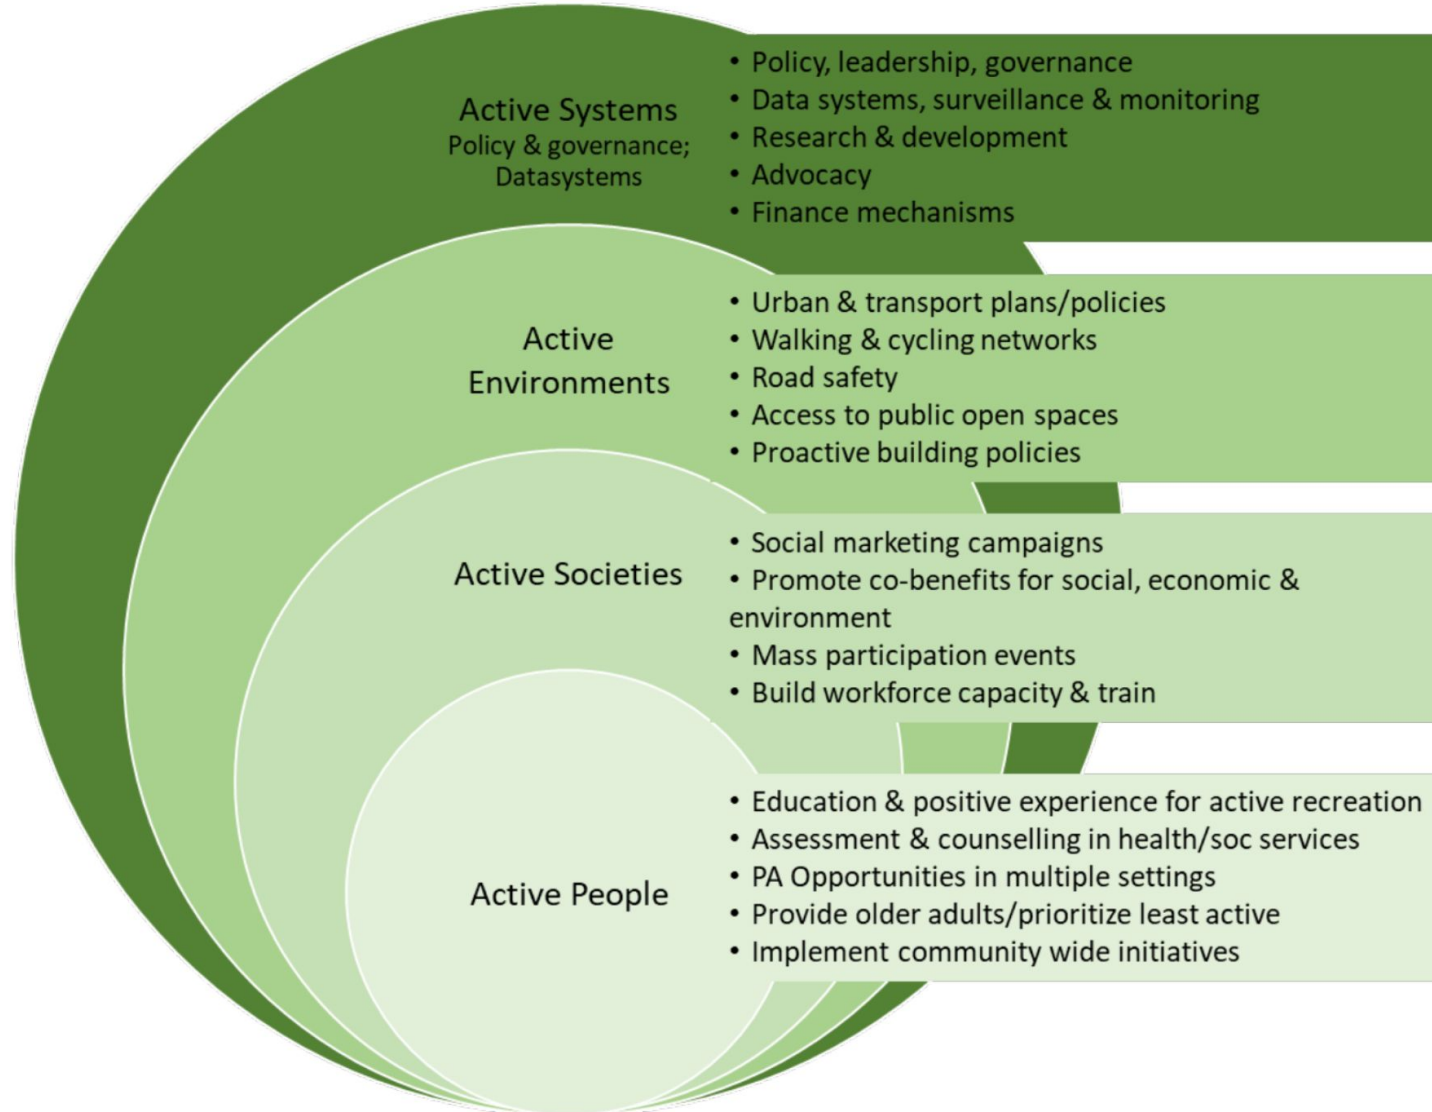 Active Systems
Policy & governance;
Datasystems
• Policy, leadership, governance
• Data systems, surveillance & monitoring
• Research & development
• Advocacy
• Finance mechanisms
Active
Environments
• Urban & transport plans/policies
• Walking & cycling networks
• Road safety
• Access to public open spaces
• Proactive building policies
Active Societies
• Social marketing campaigns
• Promote co-benefits for social, economic &
environment
• Mass participation events
• Build workforce capacity & train
Active People
• Education & positive experience for active recreation
• Assessment & counselling in health/soc services
• PA Opportunities in multiple settings
• Provide older adults/prioritize least active
• Implement community wide initiatives